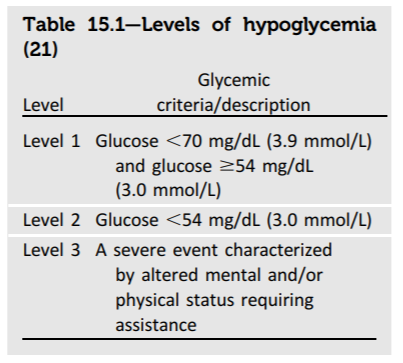 Table 15.1—Levels of hypoglycemia
(21)
Glycemic
Level criteria/description
Level 1 Glucose <70 mg/dL (3.9 mmol/L)
and glucose ≥54 mg/dL
(3.0 mmol/L)
Level 2 Glucose <54 mg/dL (3.0 mmol/L)
Level 3 A severe event characterized
by altered mental and/or
physical status requiring
assistance